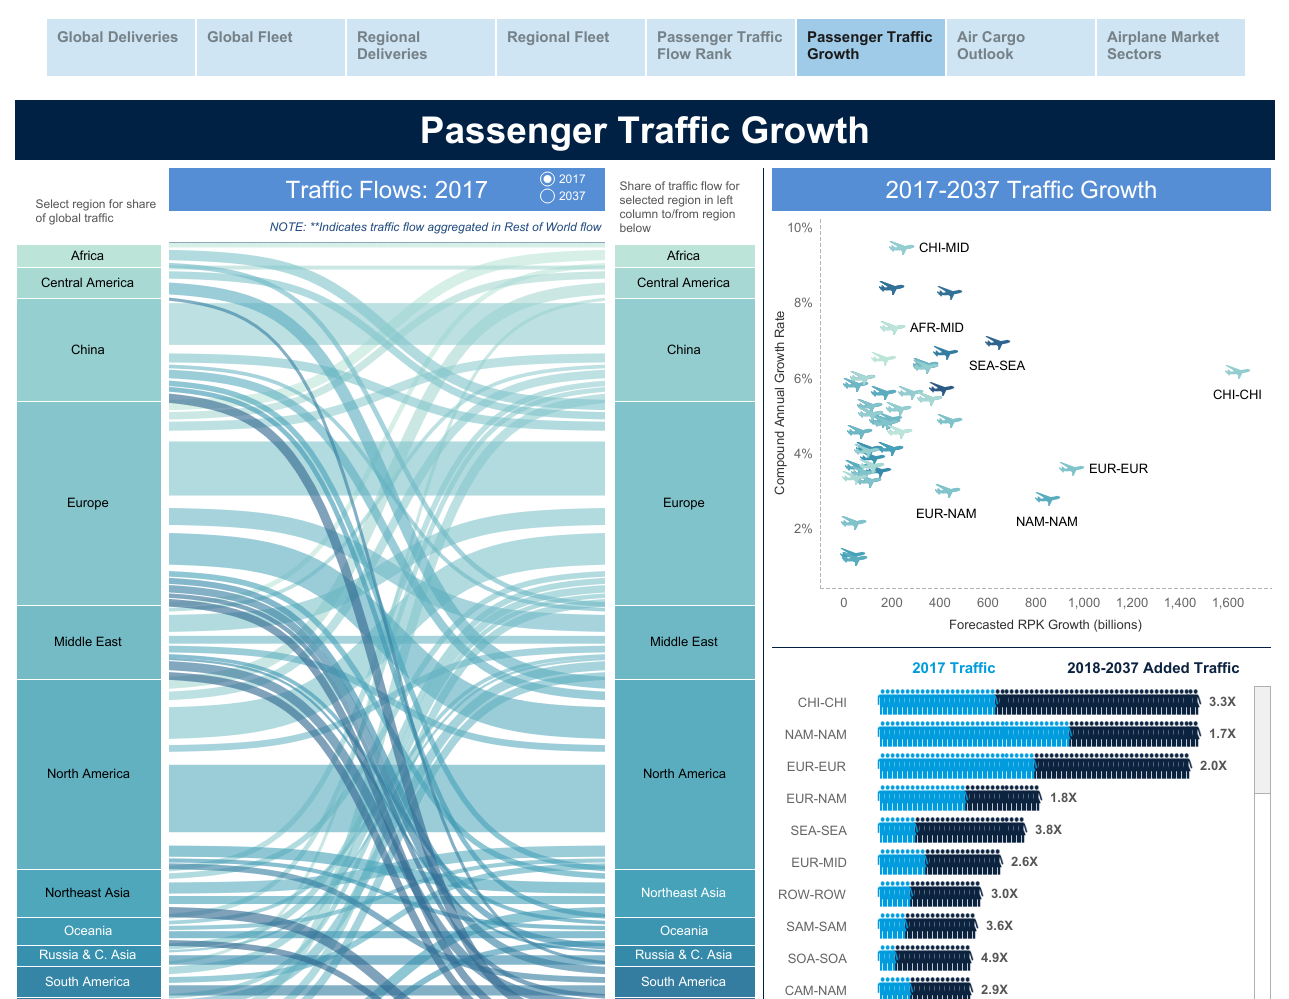 Global Deliveries
Global Fleet
Regional
Deliveries
Regional Fleet
Passenger Traffic
Flow Rank
Passenger Traffic
Growth
Air Cargo
Outlook
Airplane Market
Sectors
Passenger Traffic Growth
Select region for share
of global traffic
Traffic Flows: 2017
2017
2037
NOTE: **Indicates traffic flow aggregated in Rest of World flow
Share of traffic flow for
selected region in left
column to/from region
below
Africa
Central America
China
Europe
Middle East
North America
Northeast Asia
Oceania
Russia & C. Asia
South America
Africa
Central America
China
Europe
Middle East
North America
Northeast Asia
Oceania
Russia & C. Asia
South America
2017-2037 Traffic Growth
Compound Annual Growth Rate
10%
8%
6%
4%
2%
CHI-MID
AFR-MID
SEA-SEA
CHI-CHI
EUR-EUR
EUR-NAM
NAM-NAM
0
200
400
600
800
1,000
1,200
1,400
1,600
Forecasted RPK Growth (billions)
2017 Traffic
2018-2037 Added Traffic
CHI-CHI 3.3X
NAM-NAM 1.7X
EUR-EUR 2.0X
EUR-NAM 1.8X
SEA-SEA 3.8X
EUR-MID 2.6X
ROW-ROW 3.0X
SAM-SAM 3.6X
SOA-SOA 4.9X
CAM-NAM 2.9X